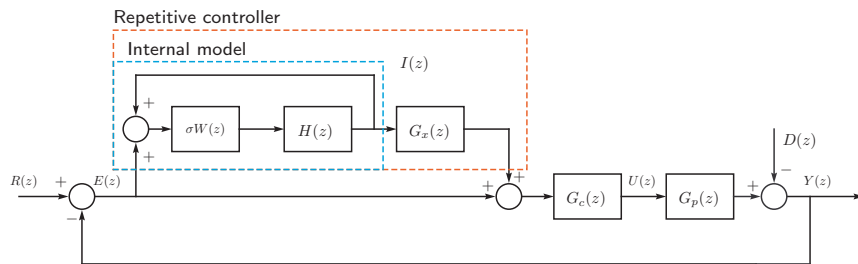 Repetitive controller
Internal model
I(z)
+
σW(z)
H(z)
G_x(z)
D(z)
+
−
R(z)
+
E(z)
+
+
G_c(z)
U(z)
G_p(z)
+
Y(z)
−